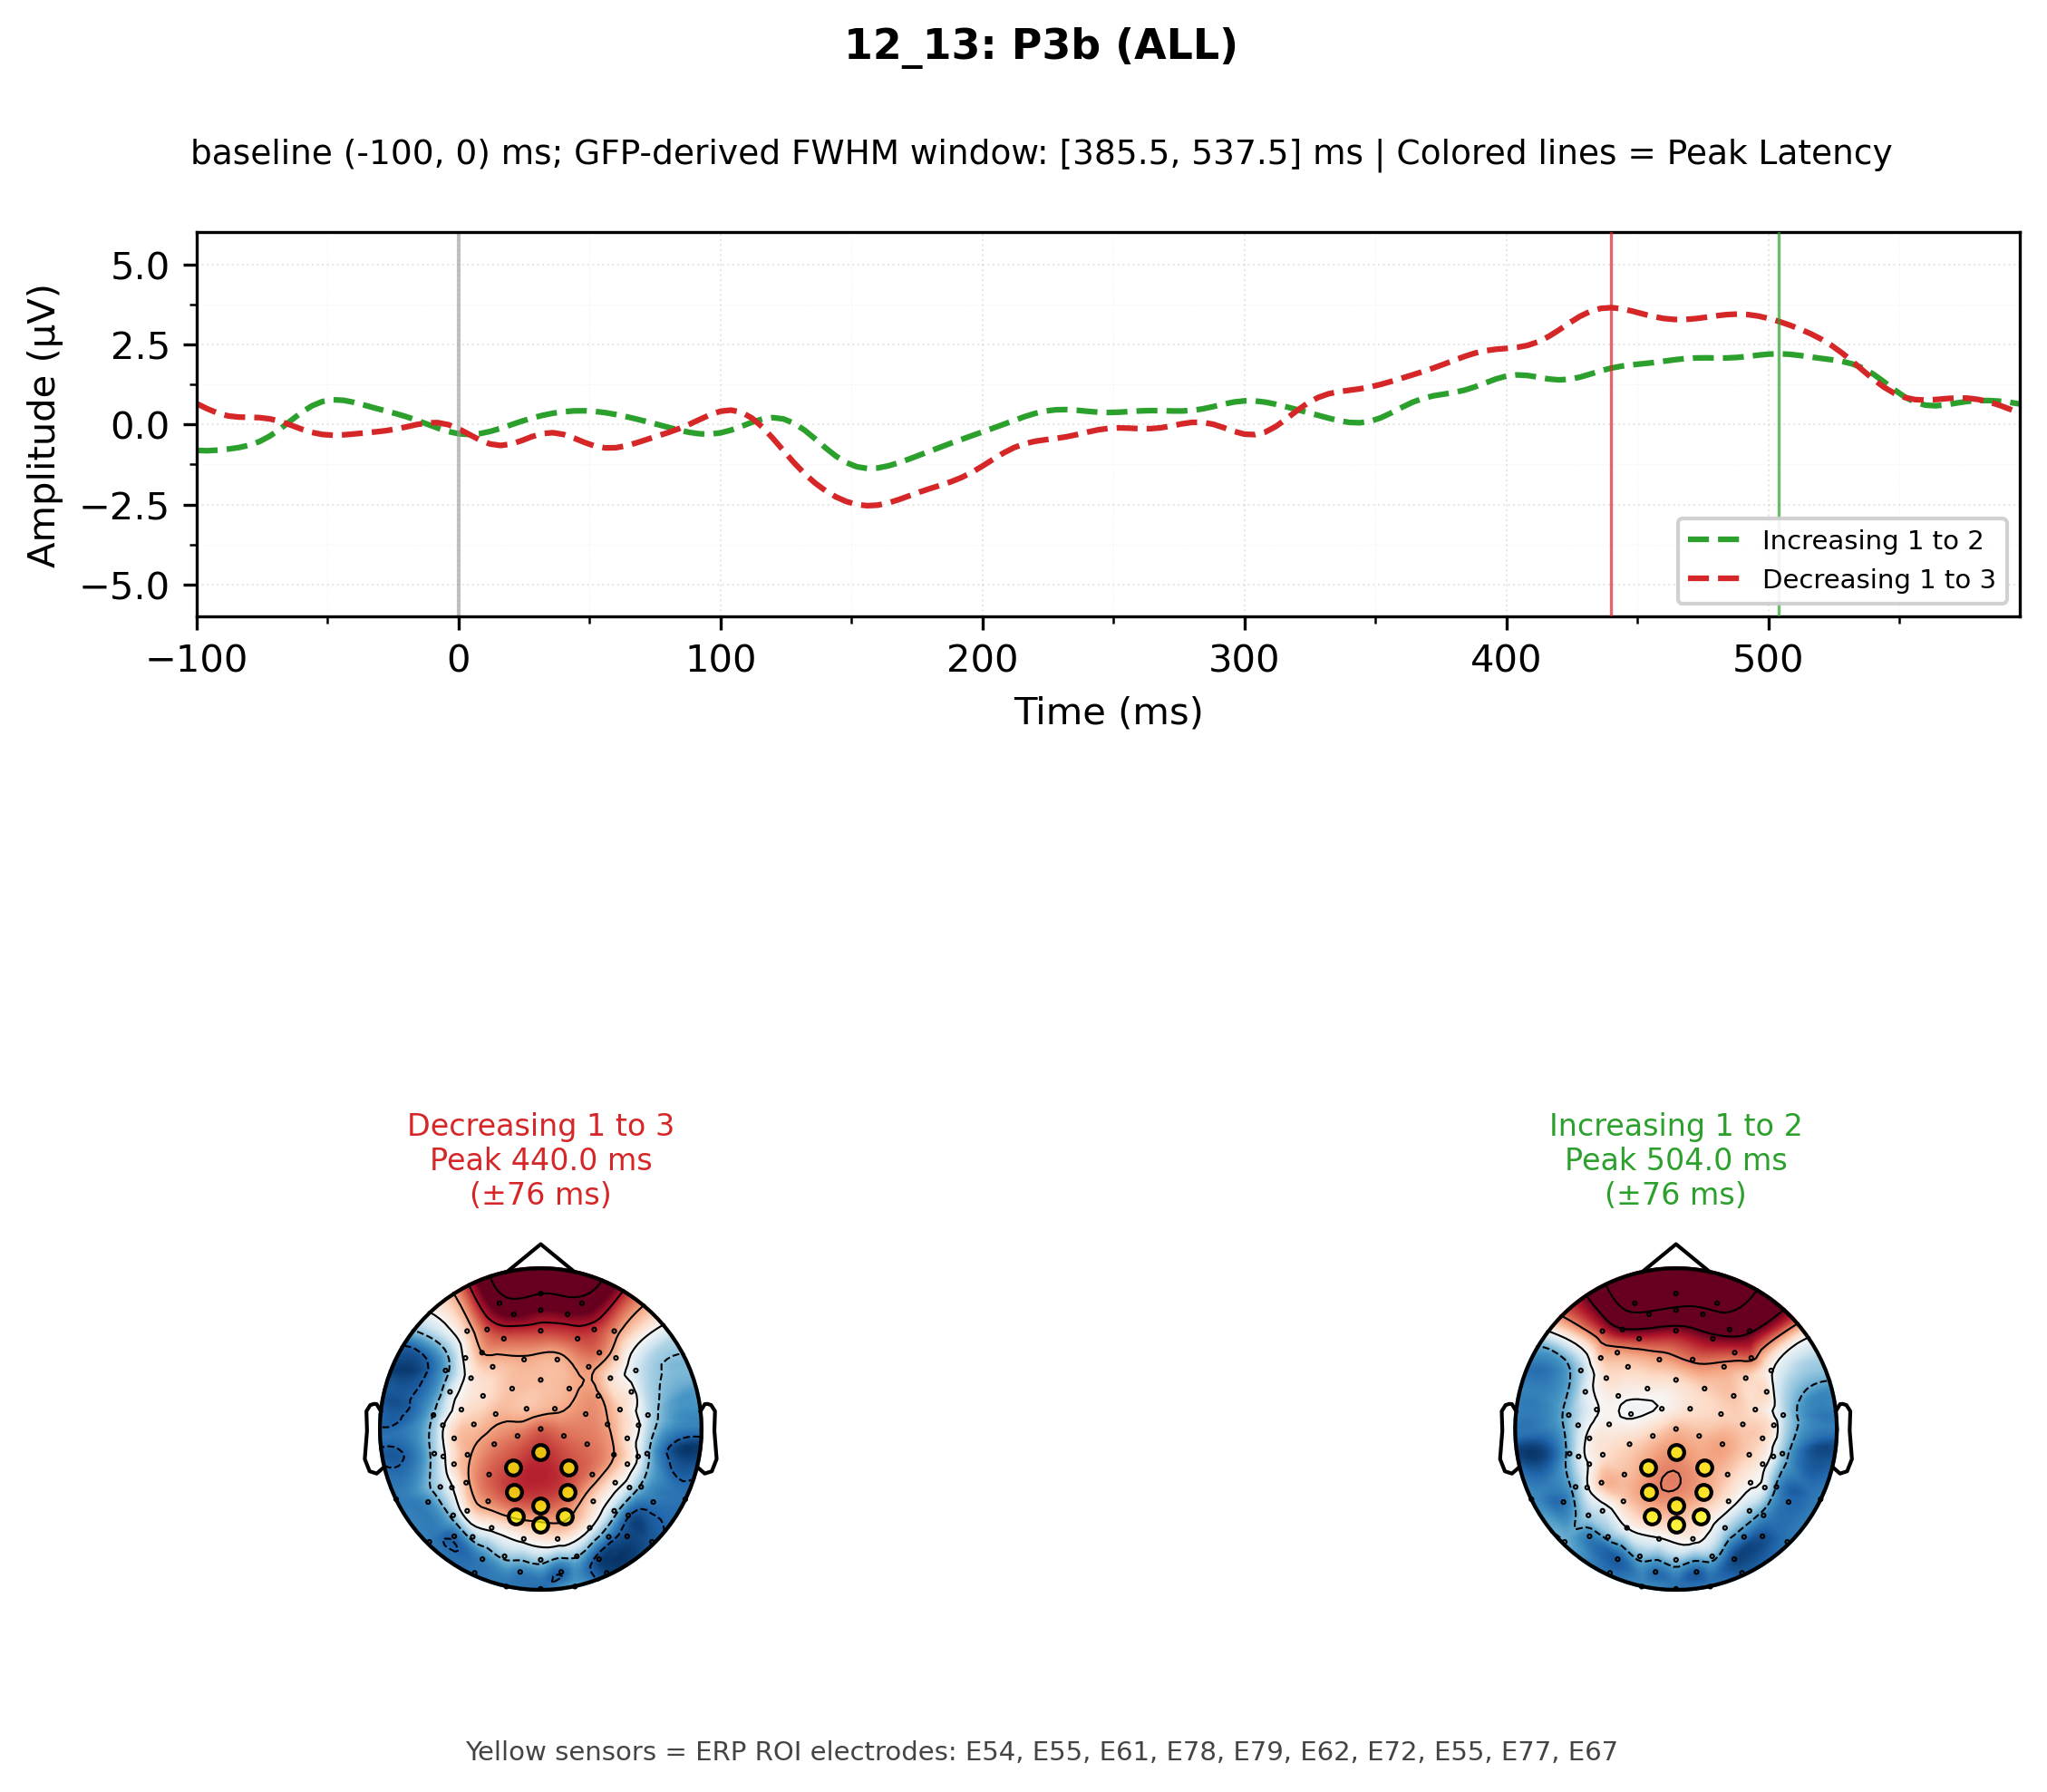 12_13: P3b (ALL)
baseline (-100, 0) ms; GFP-derived FWHM window: [385.5, 537.5] ms | Colored lines = Peak Latency
5.0
2.5
0.0
−2.5
−5.0
Amplitude (µV)
Increasing 1 to 2
Decreasing 1 to 3
−100 0 100 200 300 400 500
Time (ms)
Decreasing 1 to 3
Peak 440.0 ms
(±76 ms)
Increasing 1 to 2
Peak 504.0 ms
(±76 ms)
Yellow sensors = ERP ROI electrodes: E54, E55, E61, E78, E79, E62, E72, E55, E77, E67